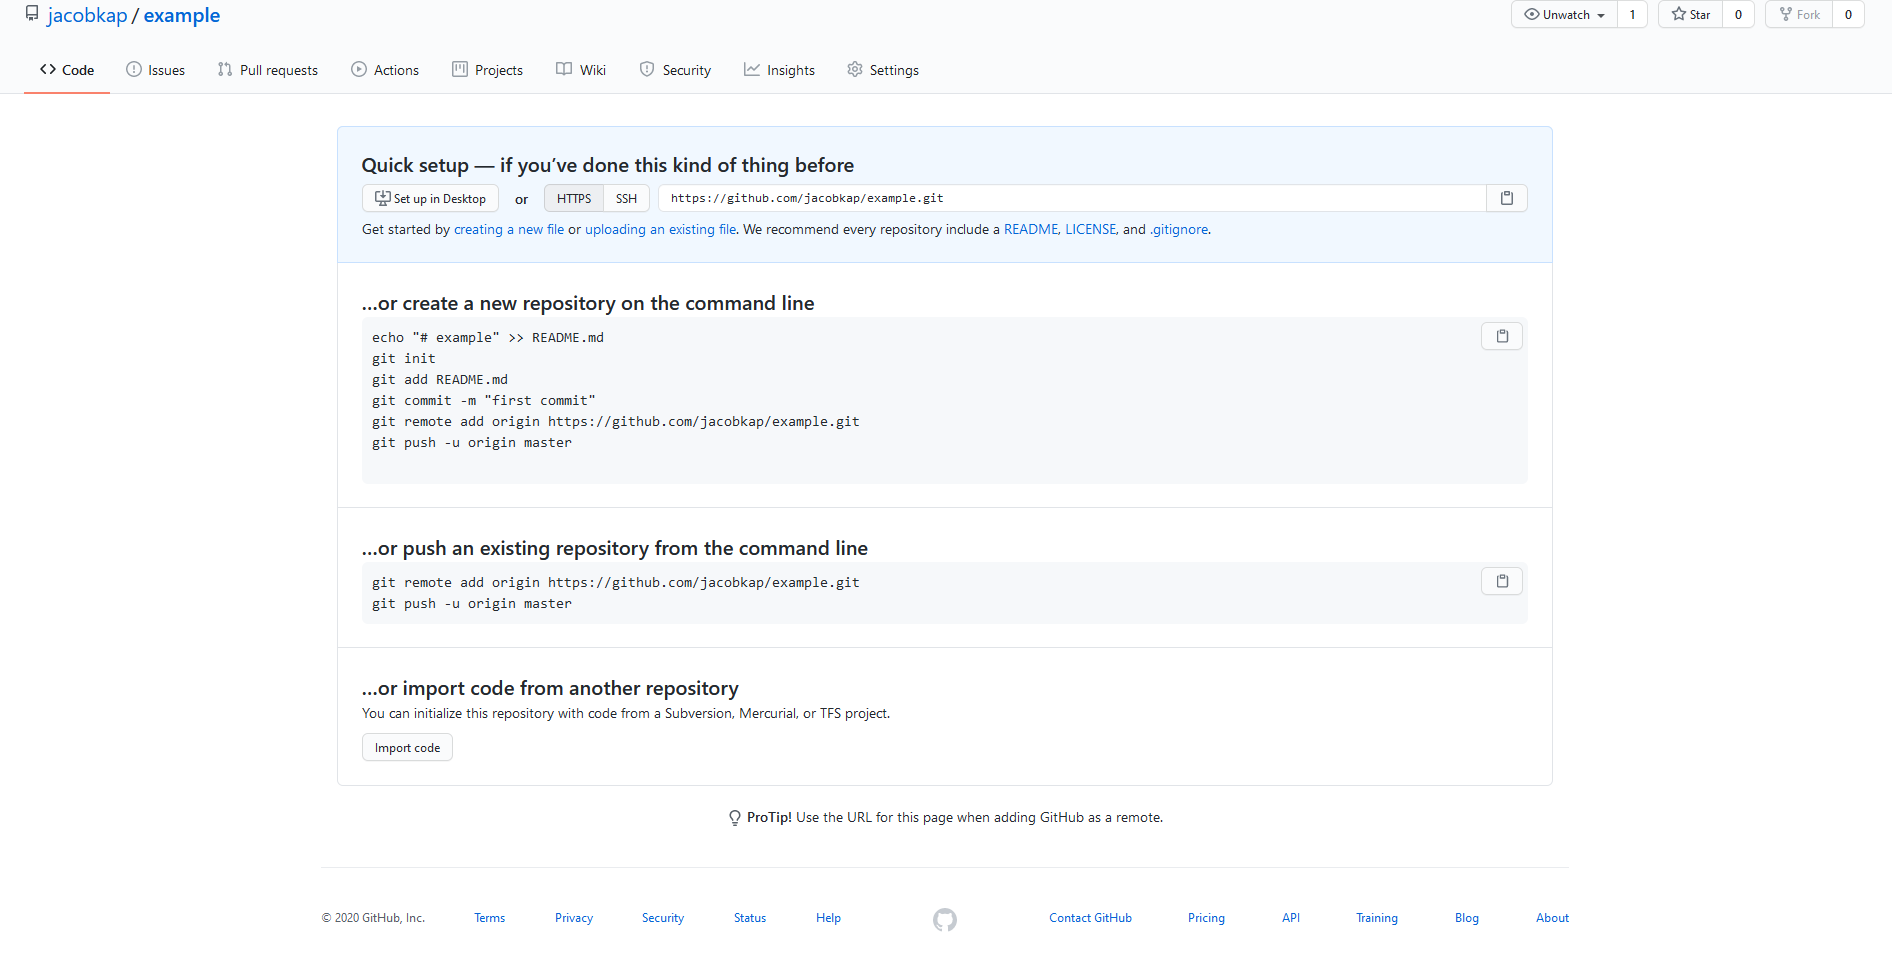 jacobkap / example
Unwatch 1 Star 0 Fork 0
Code Issues Pull requests Actions Projects Wiki Security Insights Settings
Quick setup — if you’ve done this kind of thing before
Set up in Desktop or HTTPS SSH https://github.com/jacobkap/example.git
Get started by creating a new file or uploading an existing file. We recommend every repository include a README, LICENSE, and .gitignore.
…or create a new repository on the command line
echo "# example" >> README.md
git init
git add README.md
git commit -m "first commit"
git remote add origin https://github.com/jacobkap/example.git
git push -u origin master
…or push an existing repository from the command line
git remote add origin https://github.com/jacobkap/example.git
git push -u origin master
…or import code from another repository
You can initialize this repository with code from a Subversion, Mercurial, or TFS project.
Import code
ProTip! Use the URL for this page when adding GitHub as a remote.
© 2020 GitHub, Inc. Terms Privacy Security Status Help Contact GitHub Pricing API Training Blog About